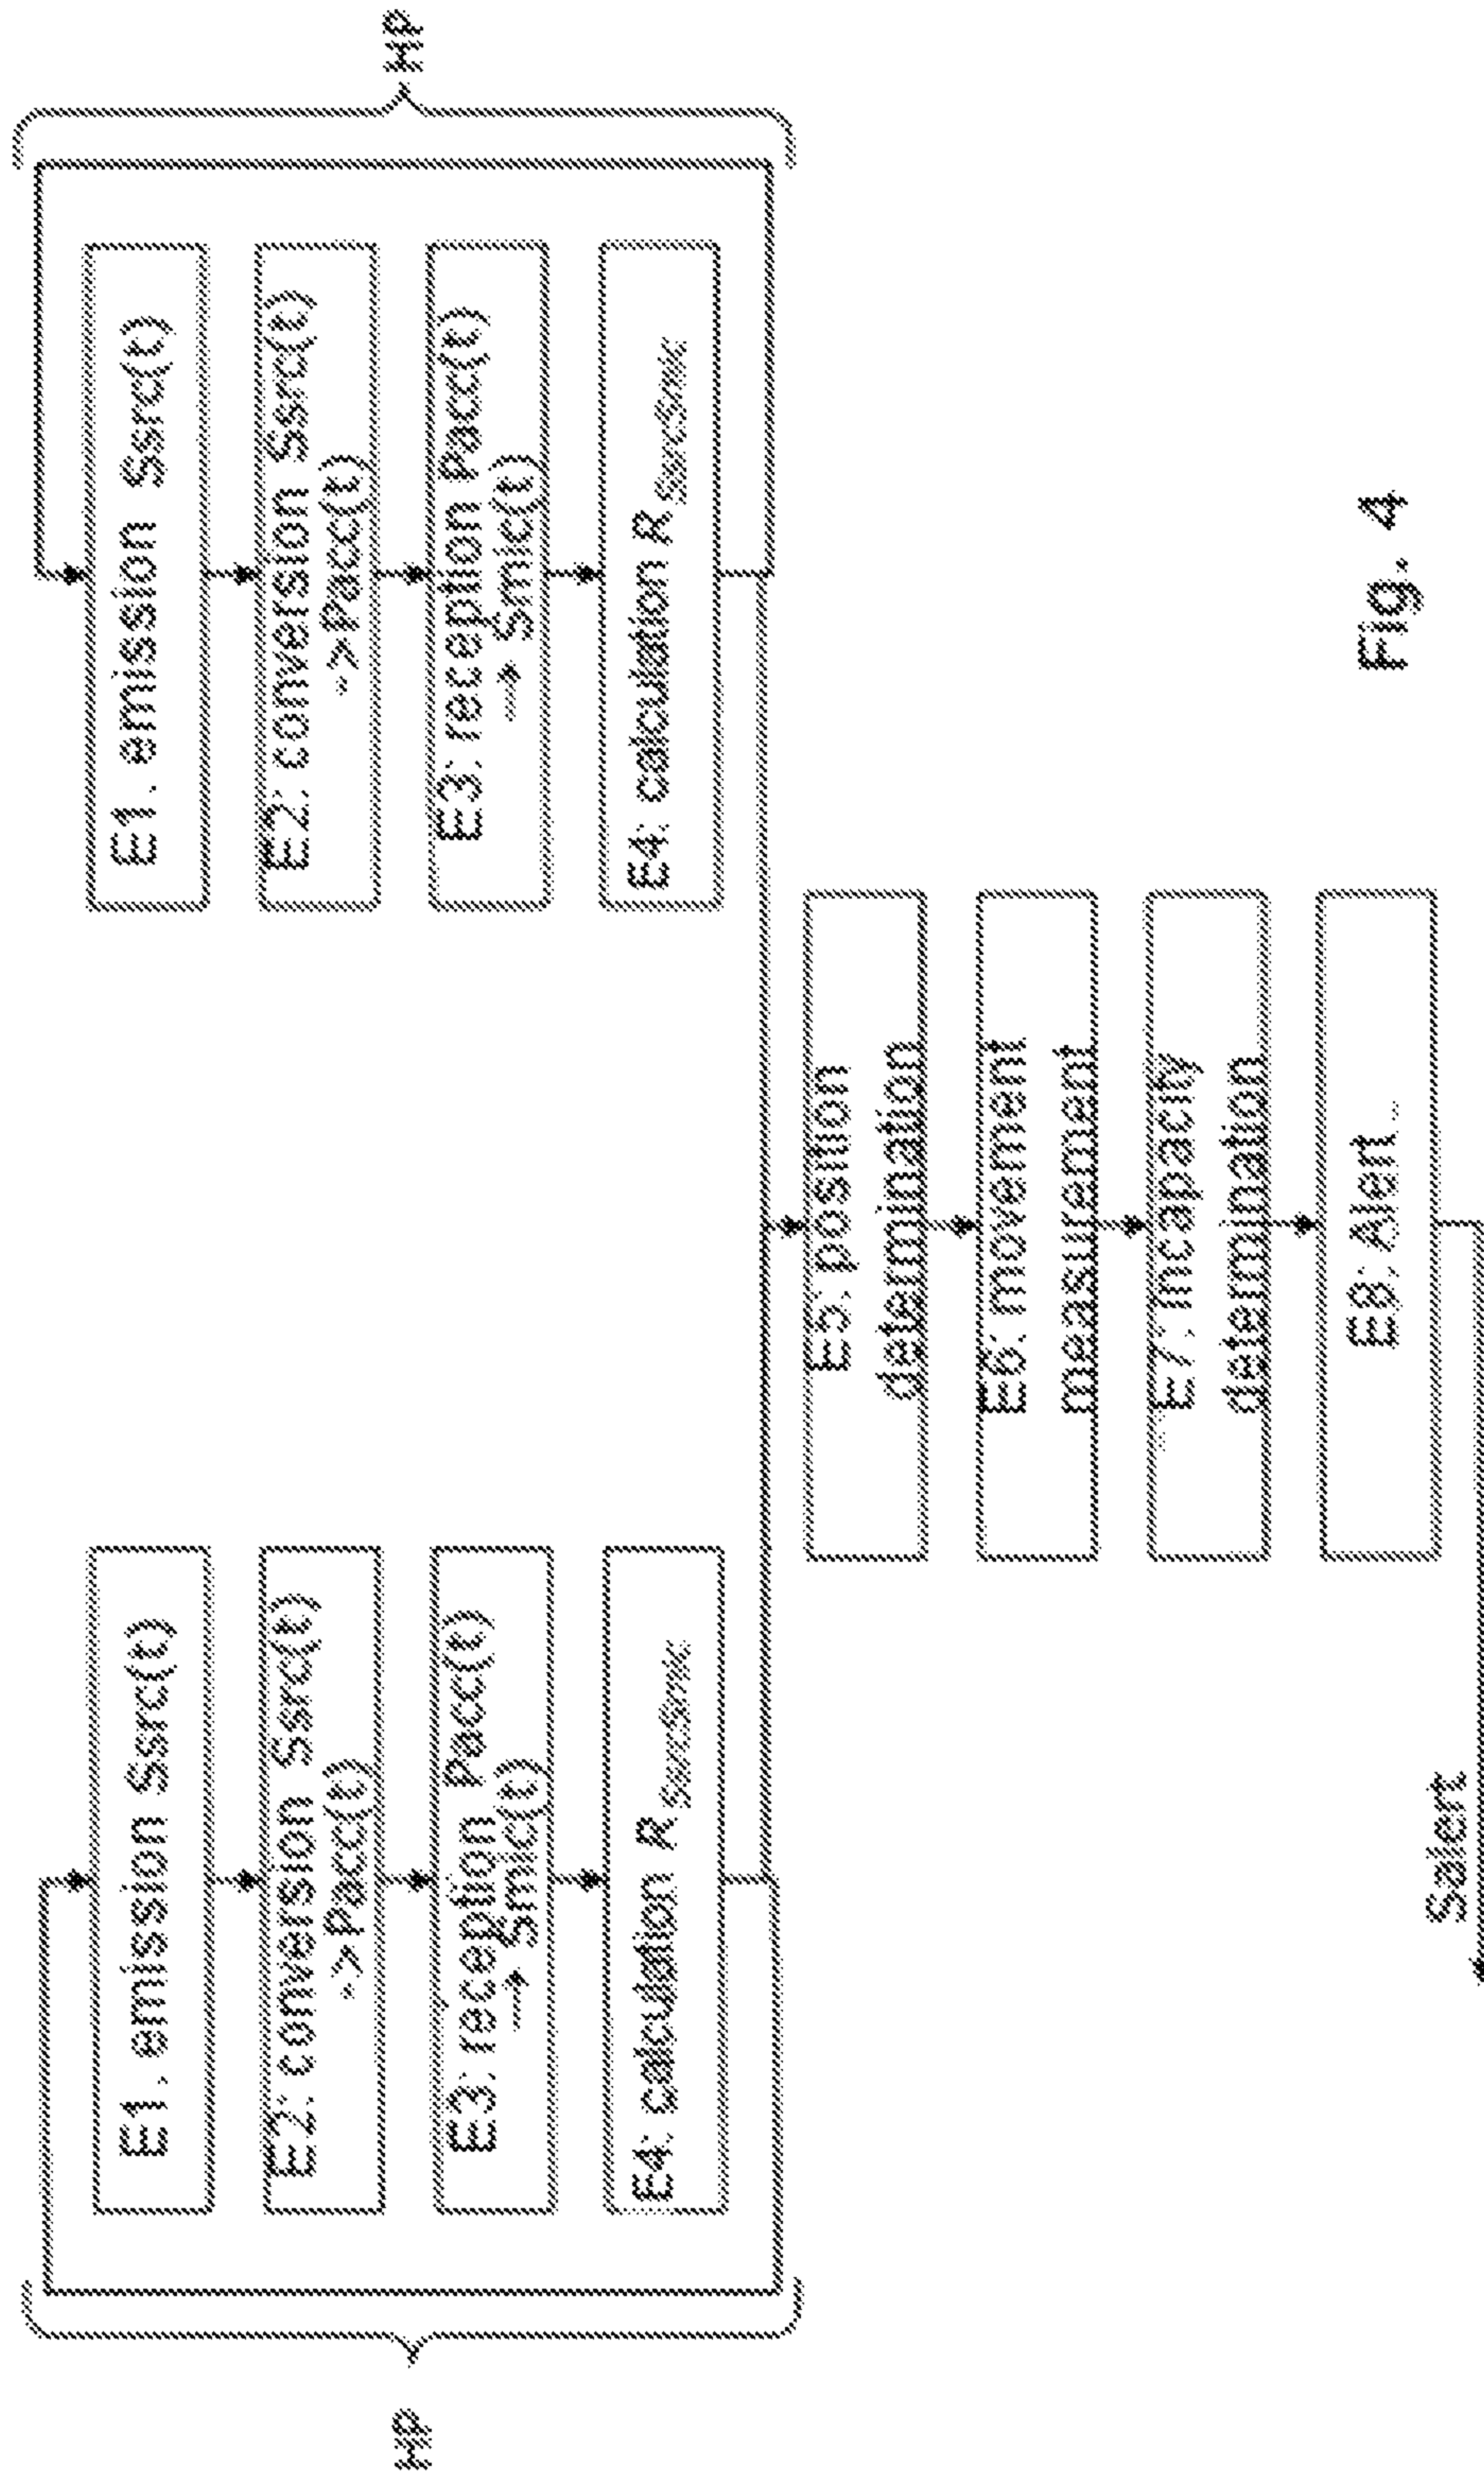 HP
E1. emission Ssrc(t)
E2: conversion Ssrc(t)
->Pacc(t)
E3: reception Pacc(t)
→ Smic(t)
E4: calculation R SsrcSmic
E1. emission Ssrc(t)
E2: conversion Ssrc(t)
->Pacc(t)
E3: reception Pacc(t)
→ Smic(t)
E4: calculation R SsrcSmic
HP
E5: position
determination
E6: movement
measurement
E7: Incapacity
determination
E8: Alert
Salert
Fig. 4